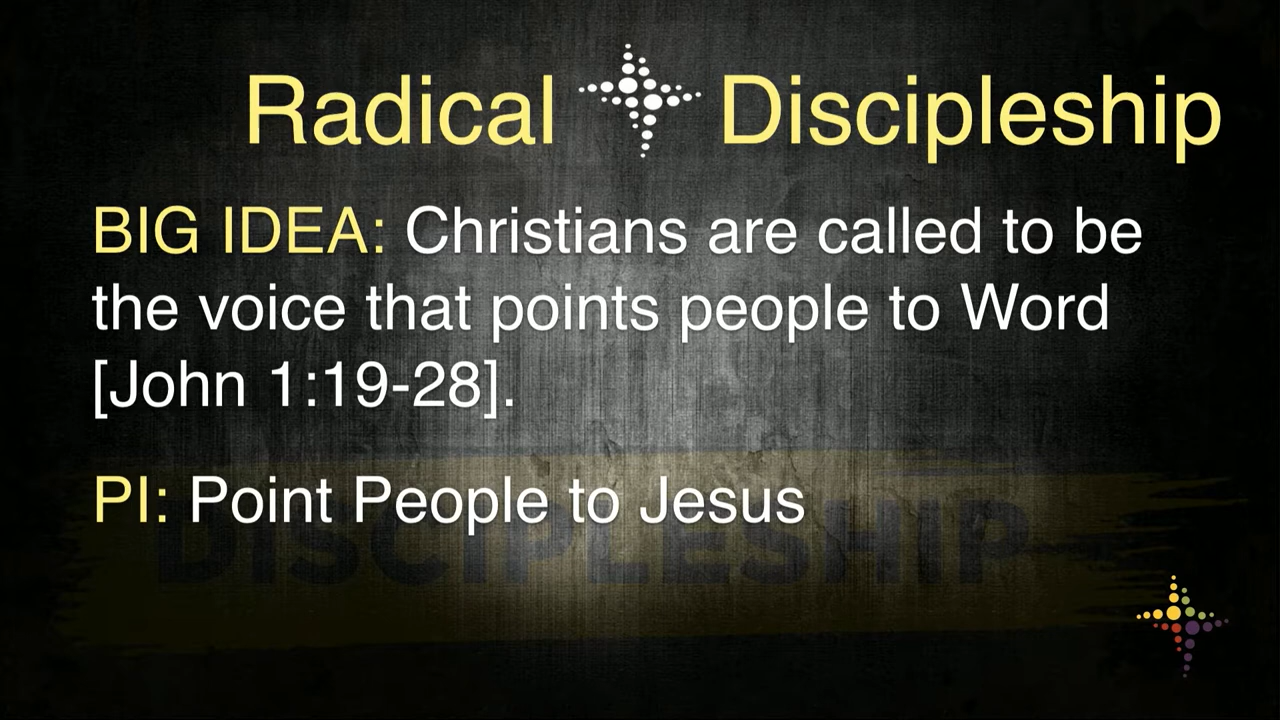 Radical Discipleship
BIG IDEA: Christians are called to be
the voice that points people to Word
[John 1:19-28].
PI: Point People to Jesus
DISCIPLESHIP